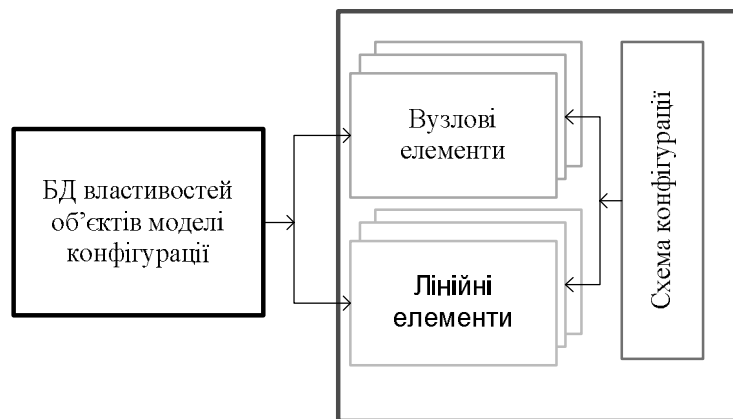 БД властивостей
об’єктів моделі
конфігурації
Вузлові
елементи
Лінійні
елементи
Схема конфігурації